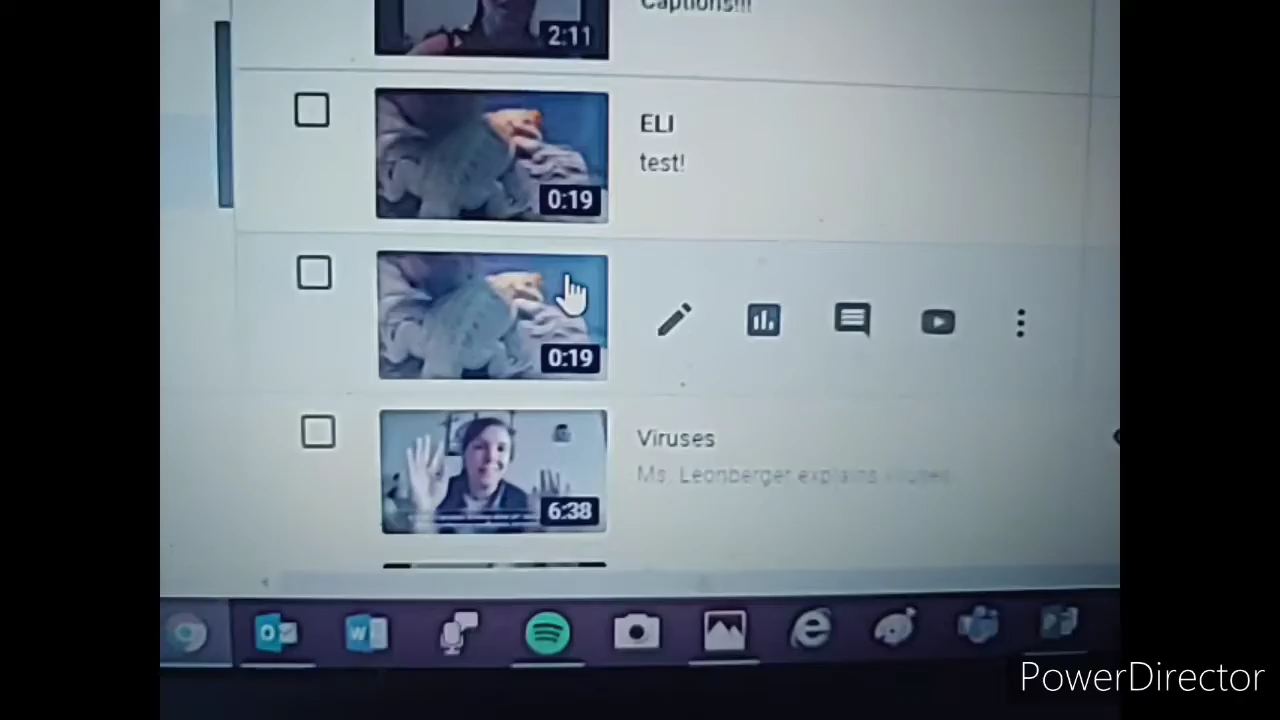 Captions!!!
2:11
ELI
test!
0:19
0:19
Viruses
Ms. Leonberger explains viruses.
6:38
PowerDirector